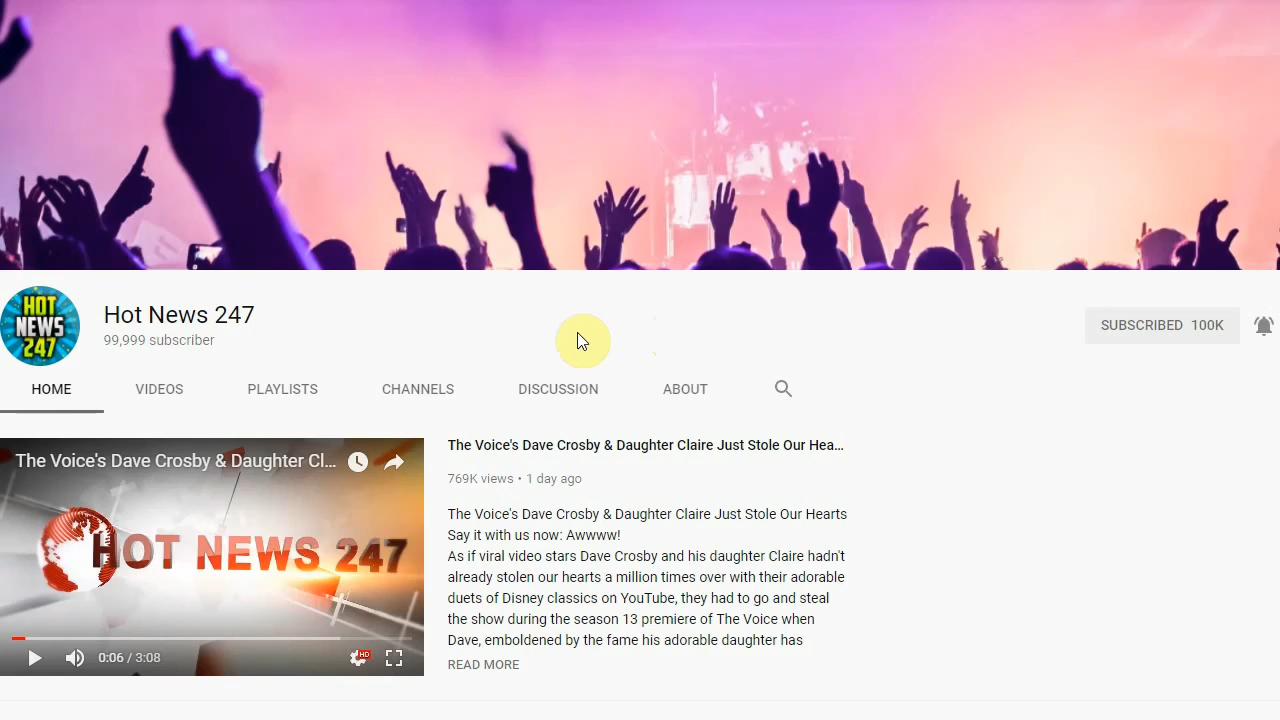 HOT
NEWS
247
Hot News 247
99,999 subscriber
SUBSCRIBED 100K
HOME VIDEOS PLAYLISTS CHANNELS DISCUSSION ABOUT
The Voice's Dave Crosby & Daughter Cl...
HOT NEWS 247
0:06 / 3:08
HD
The Voice's Dave Crosby & Daughter Claire Just Stole Our Hea...
769K views • 1 day ago
The Voice's Dave Crosby & Daughter Claire Just Stole Our Hearts
Say it with us now: Awwww!
As if viral video stars Dave Crosby and his daughter Claire hadn't
already stolen our hearts a million times over with their adorable
duets of Disney classics on YouTube, they had to go and steal
the show during the season 13 premiere of The Voice when
Dave, emboldened by the fame his adorable daughter has
READ MORE